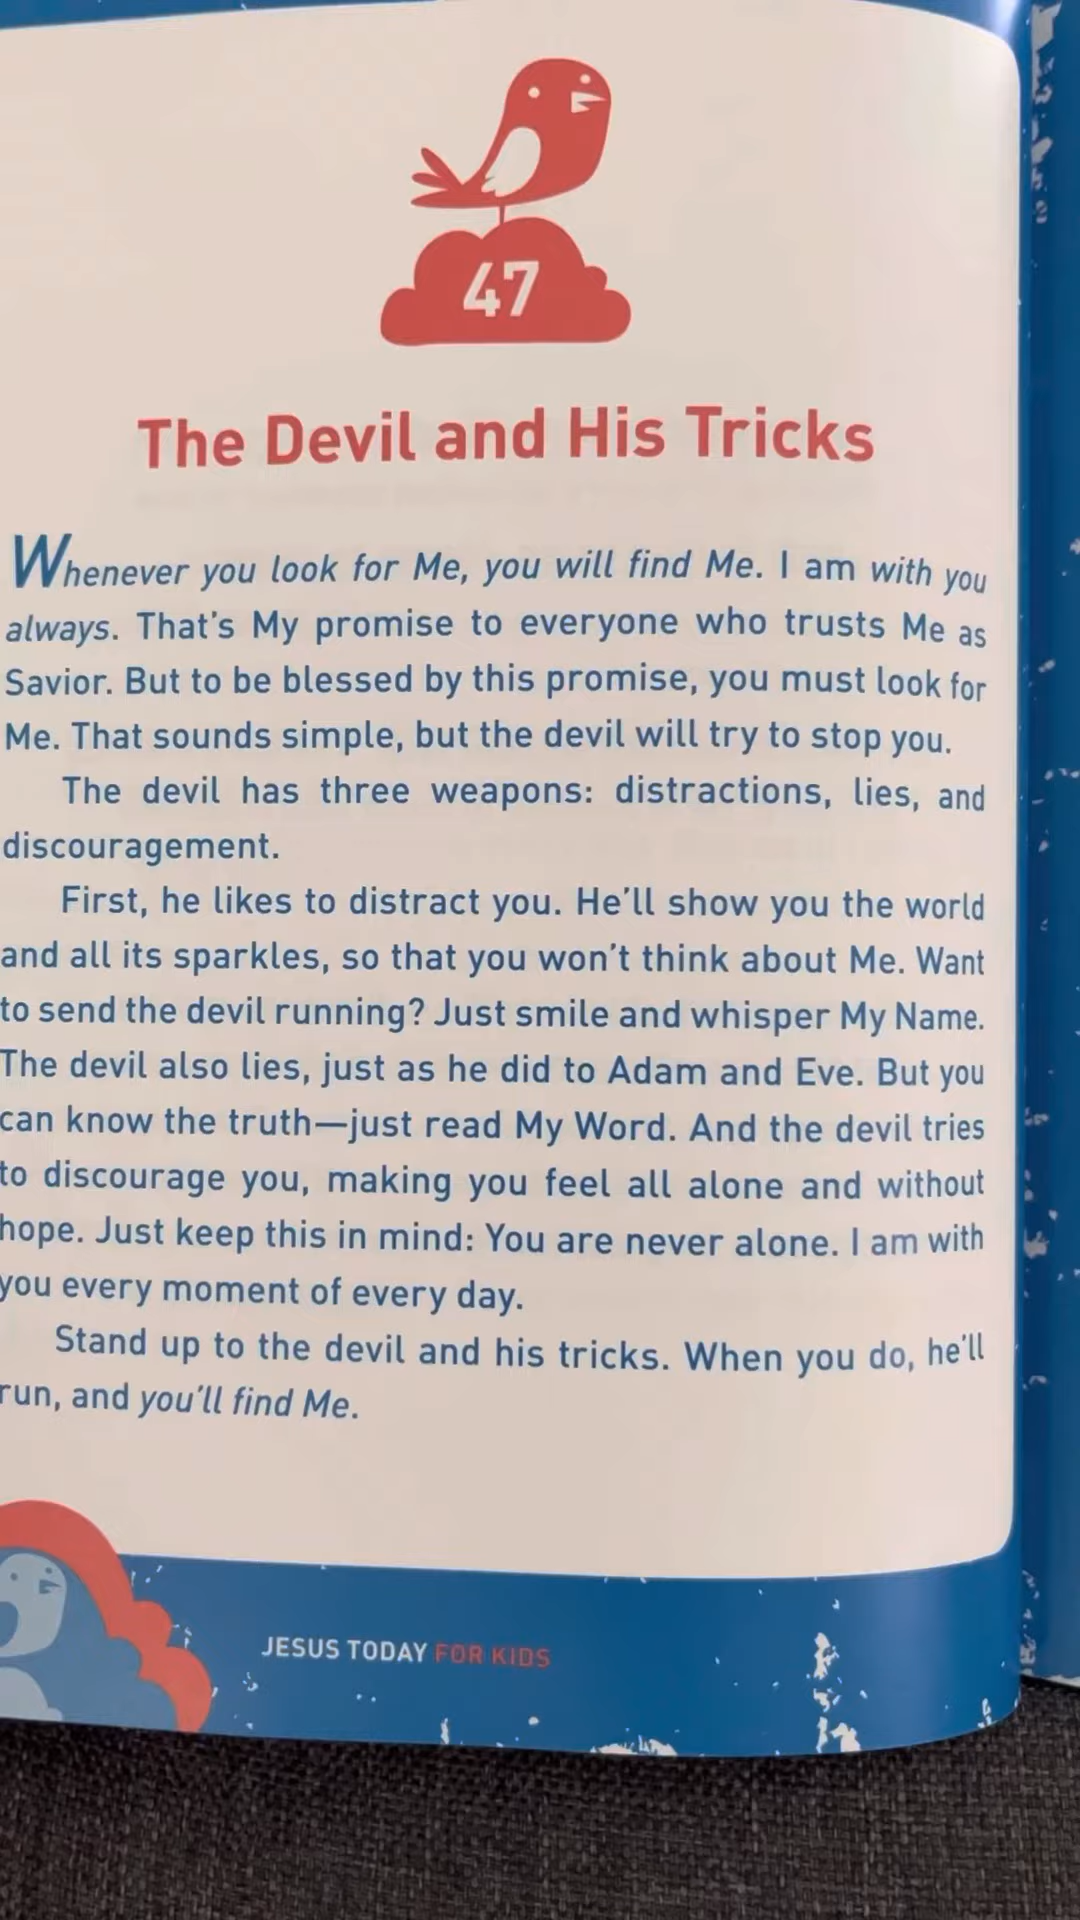 47
The Devil and His Tricks
Whenever you look for Me, you will find Me. I am with you
always. That's My promise to everyone who trusts Me as
Savior. But to be blessed by this promise, you must look for
Me. That sounds simple, but the devil will try to stop you.
The devil has three weapons: distractions, lies, and
discouragement.
First, he likes to distract you. He'll show you the world
and all its sparkles, so that you won't think about Me. Want
to send the devil running? Just smile and whisper My Name.
The devil also lies, just as he did to Adam and Eve. But you
can know the truth—just read My Word. And the devil tries
to discourage you, making you feel all alone and without
hope. Just keep this in mind: You are never alone. I am with
you every moment of every day.
Stand up to the devil and his tricks. When you do, he'll
run, and you'll find Me.
JESUS TODAY FOR KIDS